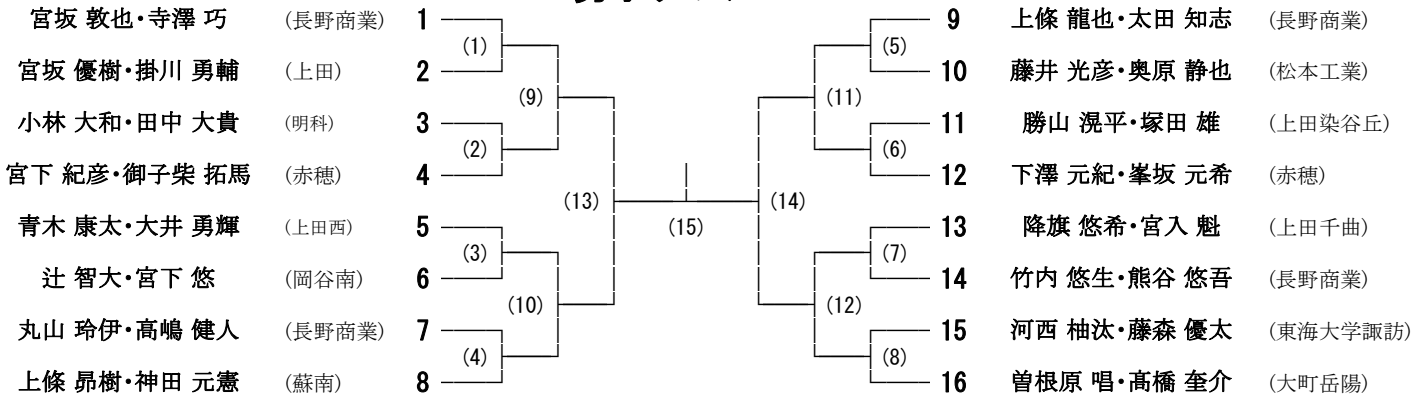 宮坂 敦也・寺澤 巧 (長野商業) 1
宮坂 優樹・掛川 勇輔 (上田) 2
小林 大和・田中 大貴 (明科) 3
宮下 紀彦・御子柴 拓馬 (赤穂) 4
青木 康太・大井 勇輝 (上田西) 5
辻 智大・宮下 悠 (岡谷南) 6
丸山 玲伊・高嶋 健人 (長野商業) 7
上條 昴樹・神田 元憲 (蘇南) 8
(1)
(2)
(3)
(4)
(9)
(10)
(13)
(15)
(14)
(11)
(12)
(5)
(6)
(7)
(8)
9 上條 龍也・太田 知志 (長野商業)
10 藤井 光彦・奥原 静也 (松本工業)
11 勝山 滉平・塚田 雄 (上田染谷丘)
12 下澤 元紀・峯坂 元希 (赤穂)
13 降旗 悠希・宮入 魁 (上田千曲)
14 竹内 悠生・熊谷 悠吾 (長野商業)
15 河西 柚汰・藤森 優太 (東海大学諏訪)
16 曽根原 唱・髙橋 奎介 (大町岳陽)